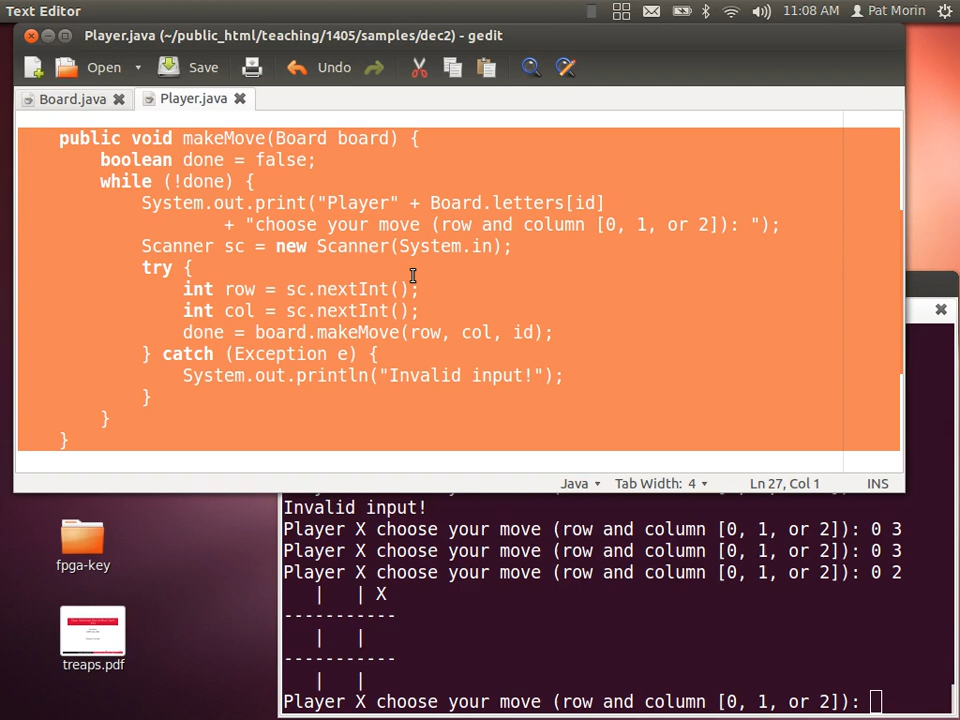 Text Editor
11:08 AM Pat Morin
Player.java (~/public_html/teaching/1405/samples/dec2) - gedit
Open Save Undo
Board.java Player.java
public void makeMove(Board board) {
boolean done = false;
while (!done) {
System.out.print("Player" + Board.letters[id]
+ "choose your move (row and column [0, 1, or 2]): ");
Scanner sc = new Scanner(System.in);
try {
int row = sc.nextInt();
int col = sc.nextInt();
done = board.makeMove(row, col, id);
} catch (Exception e) {
System.out.println("Invalid input!");
}
}
}
Java Tab Width: 4 Ln 27, Col 1 INS
Invalid input!
Player X choose your move (row and column [0, 1, or 2]): 0 3
Player X choose your move (row and column [0, 1, or 2]): 0 3
Player X choose your move (row and column [0, 1, or 2]): 0 2
| | X
-----------
| |
-----------
| |
Player X choose your move (row and column [0, 1, or 2]):
fpga-key
treaps.pdf